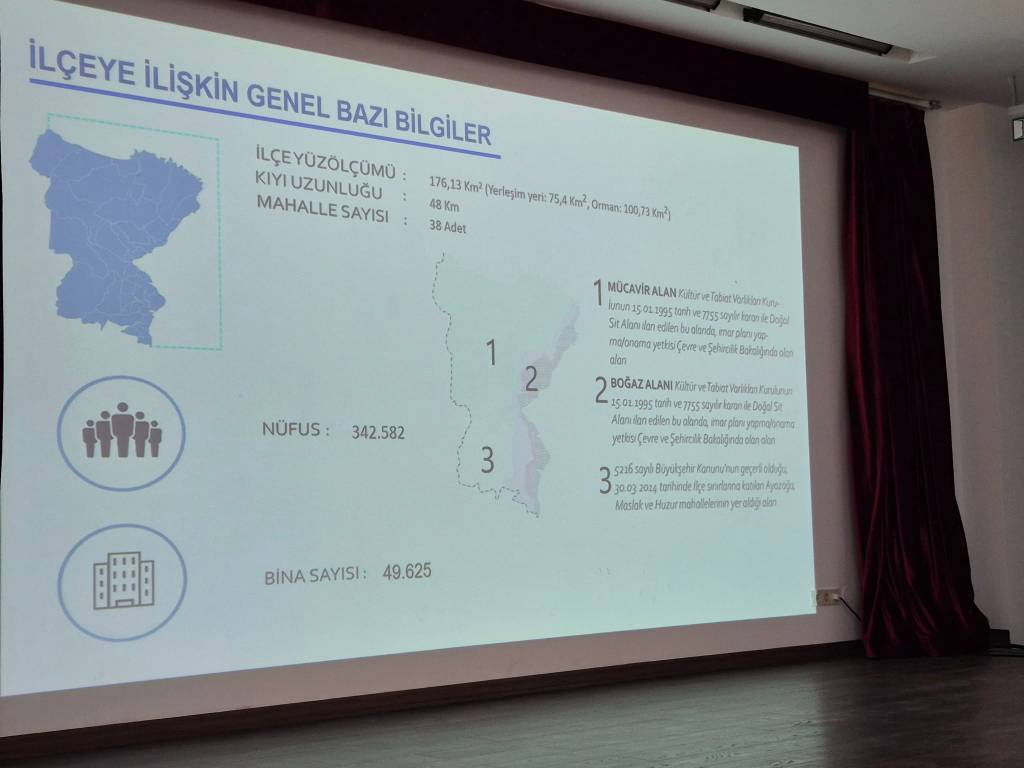 İLÇEYE İLİŞKİN GENEL BAZI BİLGİLER
İLÇEYÜZÖLÇÜMÜ : 176,13 Km² (Yerleşim yeri: 75,4 Km², Orman: 100,73 Km²)
KIYI UZUNLUĞU : 48 Km
MAHALLE SAYISI : 38 Adet
1
2
3
1 MÜCAVİR ALAN Kültür ve Tabiat Varlıkları Kuru-
lunun 15.01.1995 tarih ve 7755 sayılır kararı ile Doğal
Sit Alanı ilan edilen bu alanda, imar planı yap-
ma/onama yetkisi Çevre ve Şehircilik Bakalığında olan
alan
2 BOĞAZ ALANI Kültür ve Tabiat Varlıkları Kurulunun
15.01.1995 tarih ve 7755 sayılır kararı ile Doğal Sit
Alanı ilan edilen bu alanda, imar planı yapma/onama
yetkisi Çevre ve Şehircilik Bakalığında olan alan
3 5216 sayılı Büyükşehir Kanunu'nun geçerli olduğu,
30.03.2014 tarihinde İlçe sınırlarına katılan Ayazağa,
Maslak ve Huzur mahallelerinin yer aldığı alan
NÜFUS : 342.582
BİNA SAYISI : 49.625